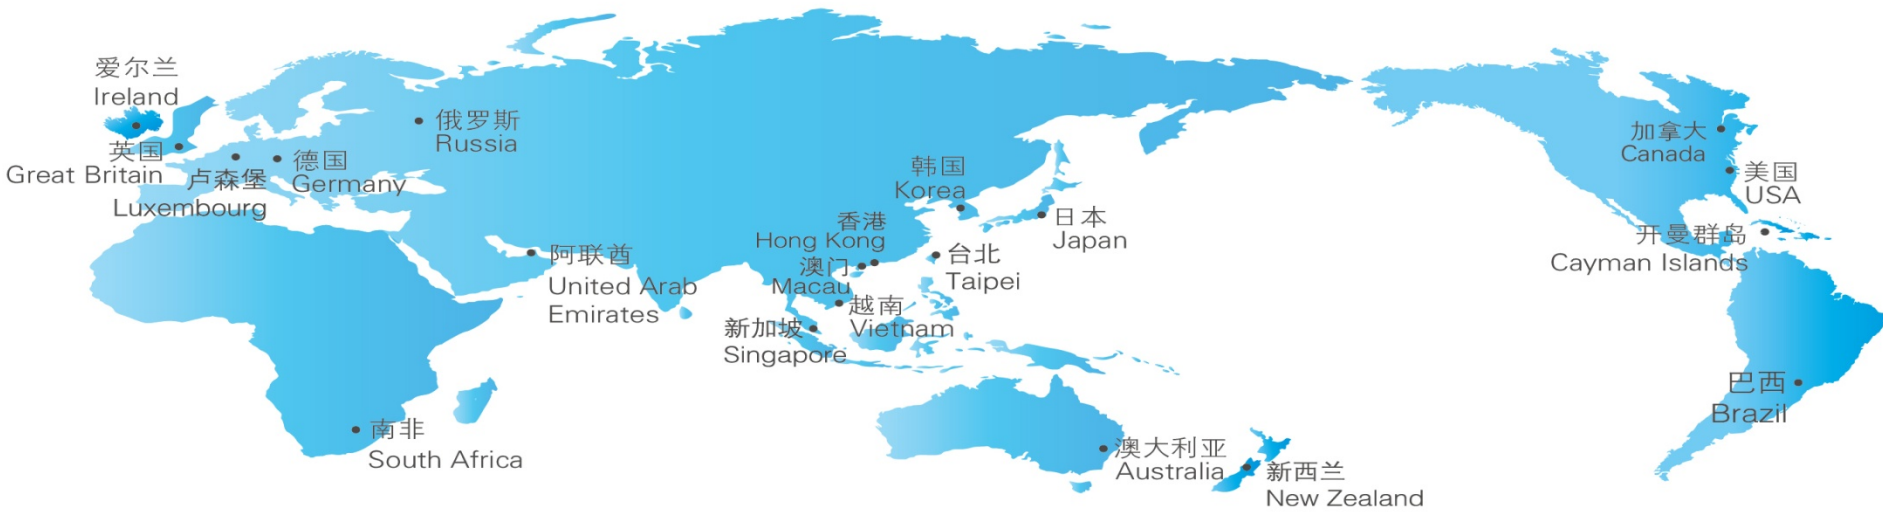 爱尔兰
Ireland
英国
Great Britain
卢森堡
Luxembourg
德国
Germany
俄罗斯
Russia
阿联酋
United Arab
Emirates
南非
South Africa
韩国
Korea
日本
Japan
香港
Hong Kong
澳门
Macau
台北
Taipei
越南
Vietnam
新加坡
Singapore
澳大利亚
Australia
新西兰
New Zealand
加拿大
Canada
美国
USA
开曼群岛
Cayman Islands
巴西
Brazil